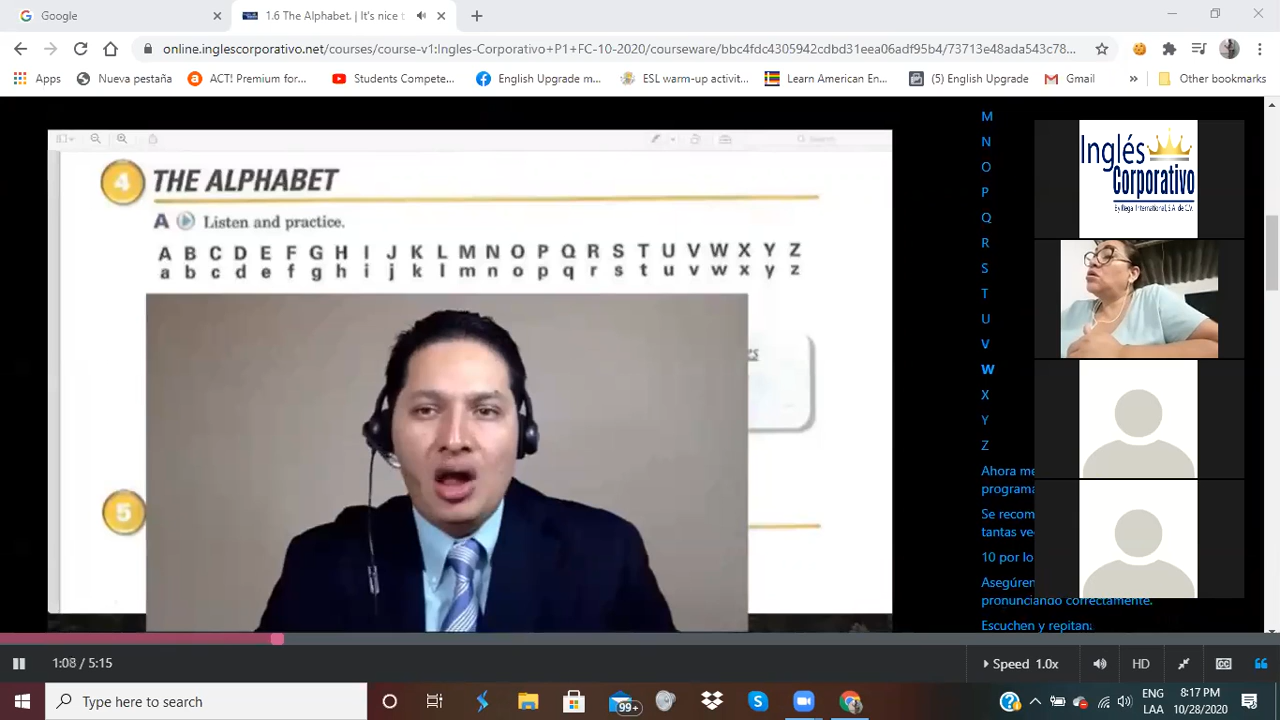 Google
1.6 The Alphabet. | It's nice t
online.inglescorporativo.net/courses/course-v1:Ingles-Corporativo+P1+FC-10-2020/courseware/bbc4fdc4305942cdbd31eea06adf95b4/73713e48ada543c78...
Apps
Nueva pestaña
ACT! Premium for...
Students Compete...
English Upgrade m...
ESL warm-up activit...
Learn American En...
(5) English Upgrade
Gmail
»
Other bookmarks
Search
4 THE ALPHABET
A Listen and practice.
A B C D E F G H I J K L M N O P Q R S T U V W X Y Z
a b c d e f g h i j k l m n o p q r s t u v w x y z
5
M
N
O
P
Q
R
S
T
U
V
W
X
Y
Z
Ahora me
programa
Se recom
tantas ve
10 por lo
Asegúren
pronunciando correctamente.
Escuchen y repitan:
Inglés
Corporativo
1:08 / 5:15
Speed 1.0x
HD
Type here to search
99+
ENG
LAA
8:17 PM
10/28/2020